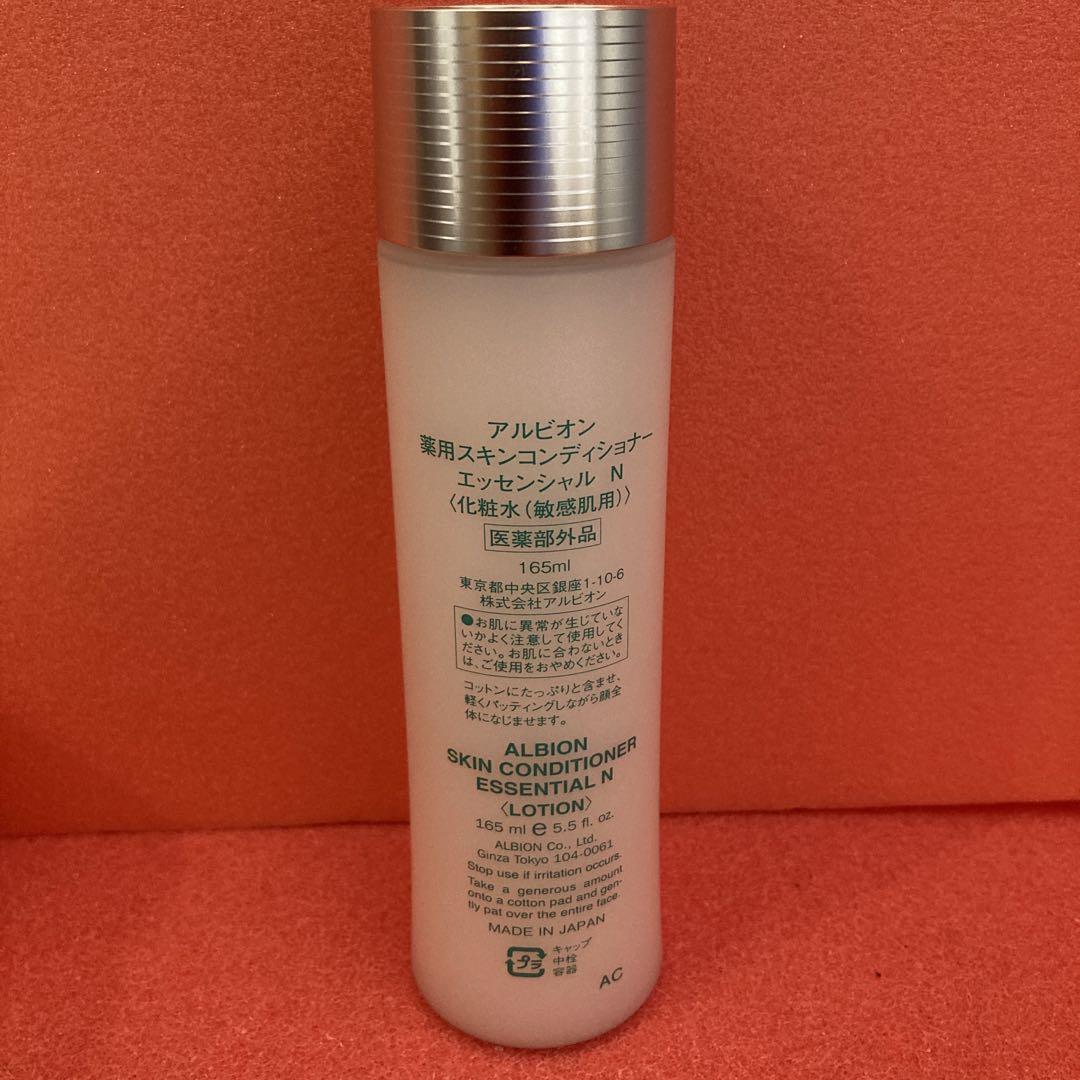 アルビオン
薬用スキンコンディショナー
エッセンシャル N
〈化粧水（敏感肌用）〉
医薬部外品
165ml
東京都中央区銀座1-10-6
株式会社アルビオン
●お肌に異常が生じていな
いかよく注意して使用してく
ださい。お肌に合わないとき
は、ご使用をおやめください。
コットンにたっぷりと含ませ、
軽くパッティングしながら顔全
体になじませます。
ALBION
SKIN CONDITIONER
ESSENTIAL N
〈LOTION〉
165 ml e 5.5 fl. oz.
ALBION Co., Ltd.
Ginza Tokyo 104-0061
Stop use if irritation occurs.
Take a generous amount
onto a cotton pad and gen-
tly pat over the entire face.
MADE IN JAPAN
プラ
キャップ
中栓
容器
AC